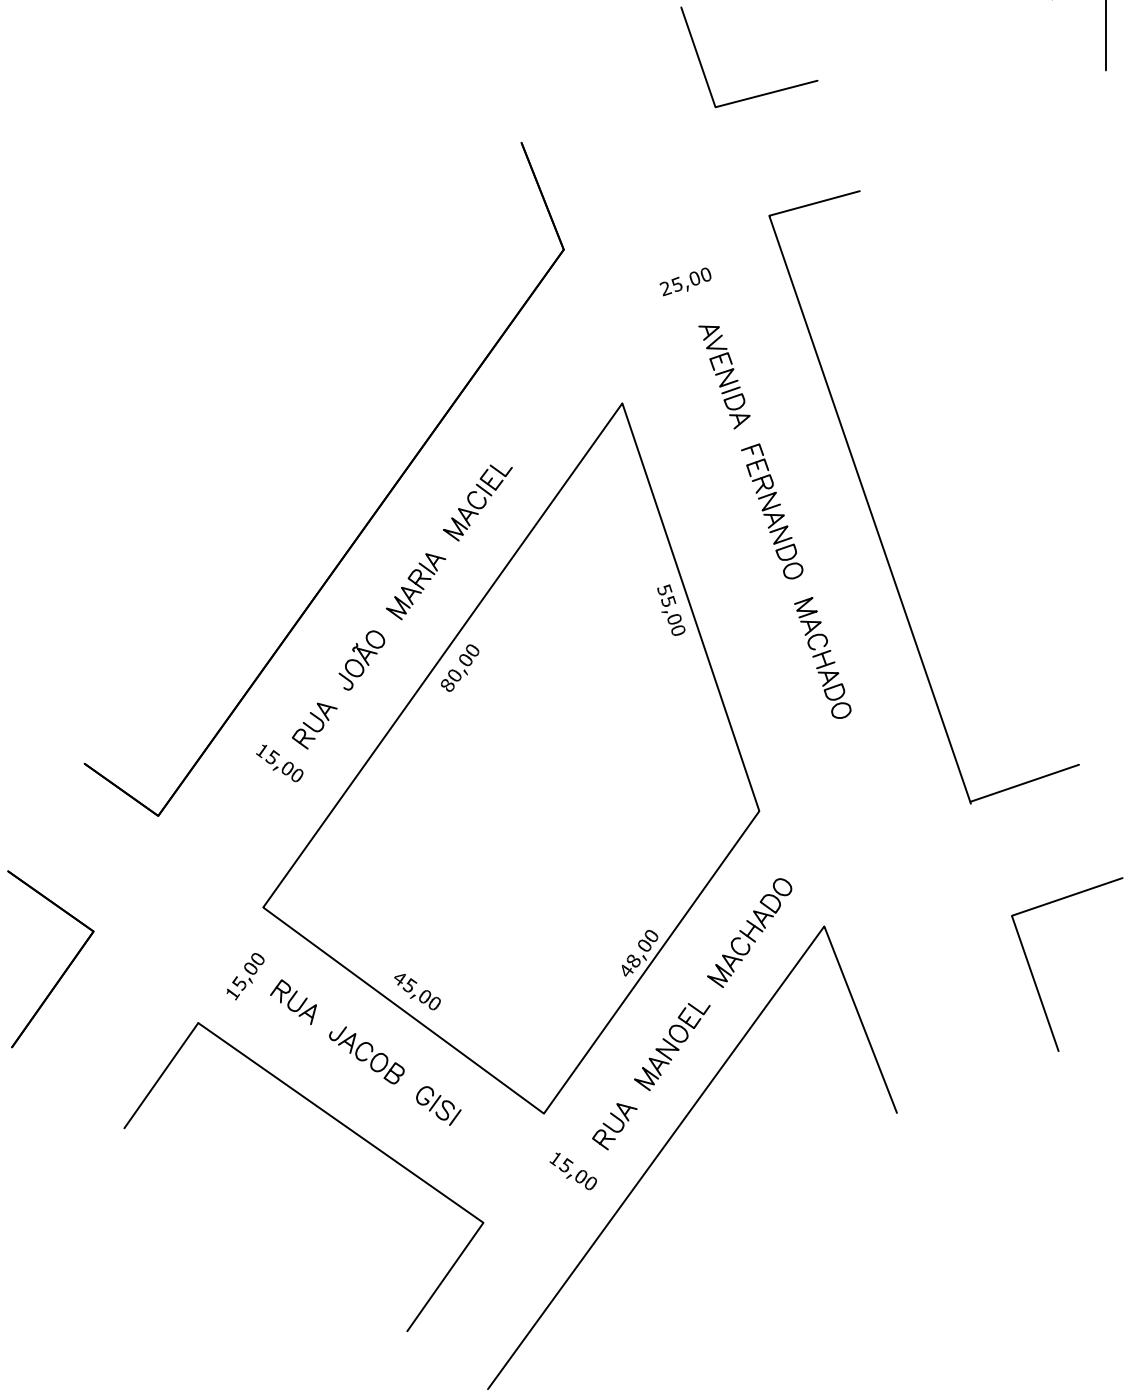 25,00
AVENIDA FERNANDO MACHADO
RUA JOÃO MARIA MACIEL
55,00
80,00
15,00
48,00
RUA MANOEL MACHADO
15,00
45,00
RUA JACOB GISI
15,00